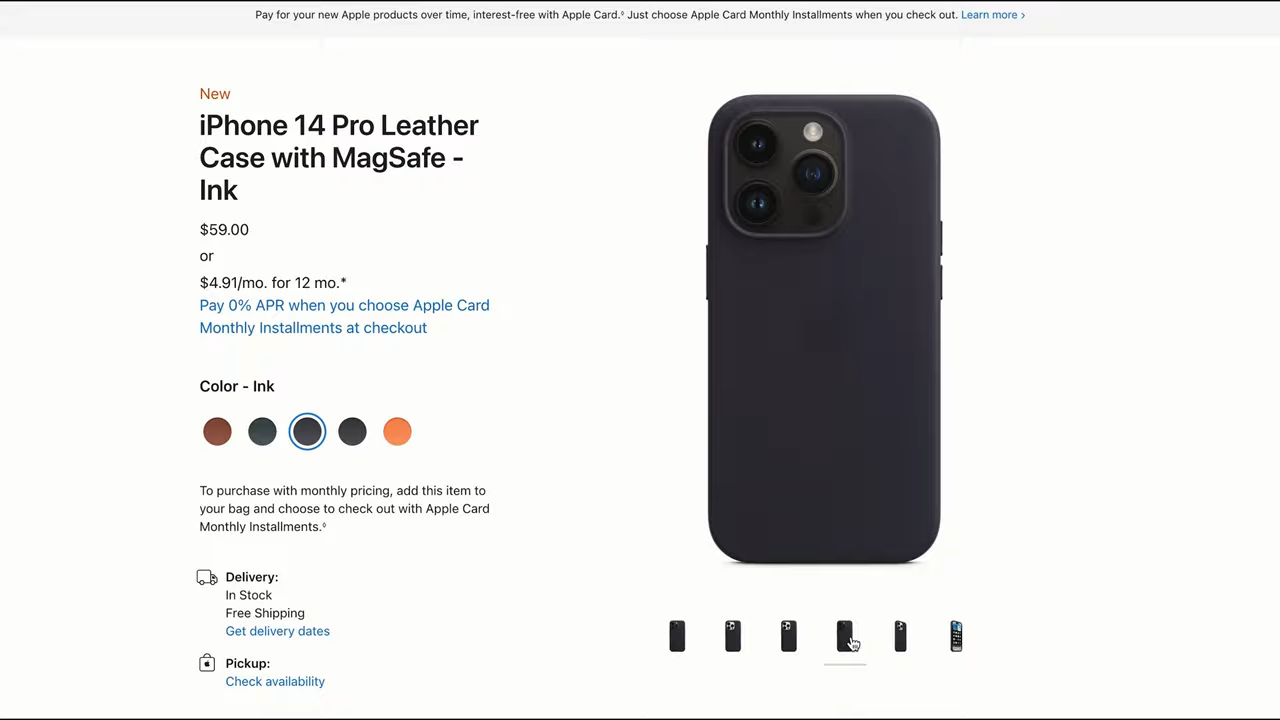 Pay for your new Apple products over time, interest-free with Apple Card.◊ Just choose Apple Card Monthly Installments when you check out. Learn more >
New
iPhone 14 Pro Leather
Case with MagSafe -
Ink
$59.00
or
$4.91/mo. for 12 mo.*
Pay 0% APR when you choose Apple Card
Monthly Installments at checkout
Color - Ink
To purchase with monthly pricing, add this item to
your bag and choose to check out with Apple Card
Monthly Installments.◊
Delivery:
In Stock
Free Shipping
Get delivery dates
Pickup:
Check availability